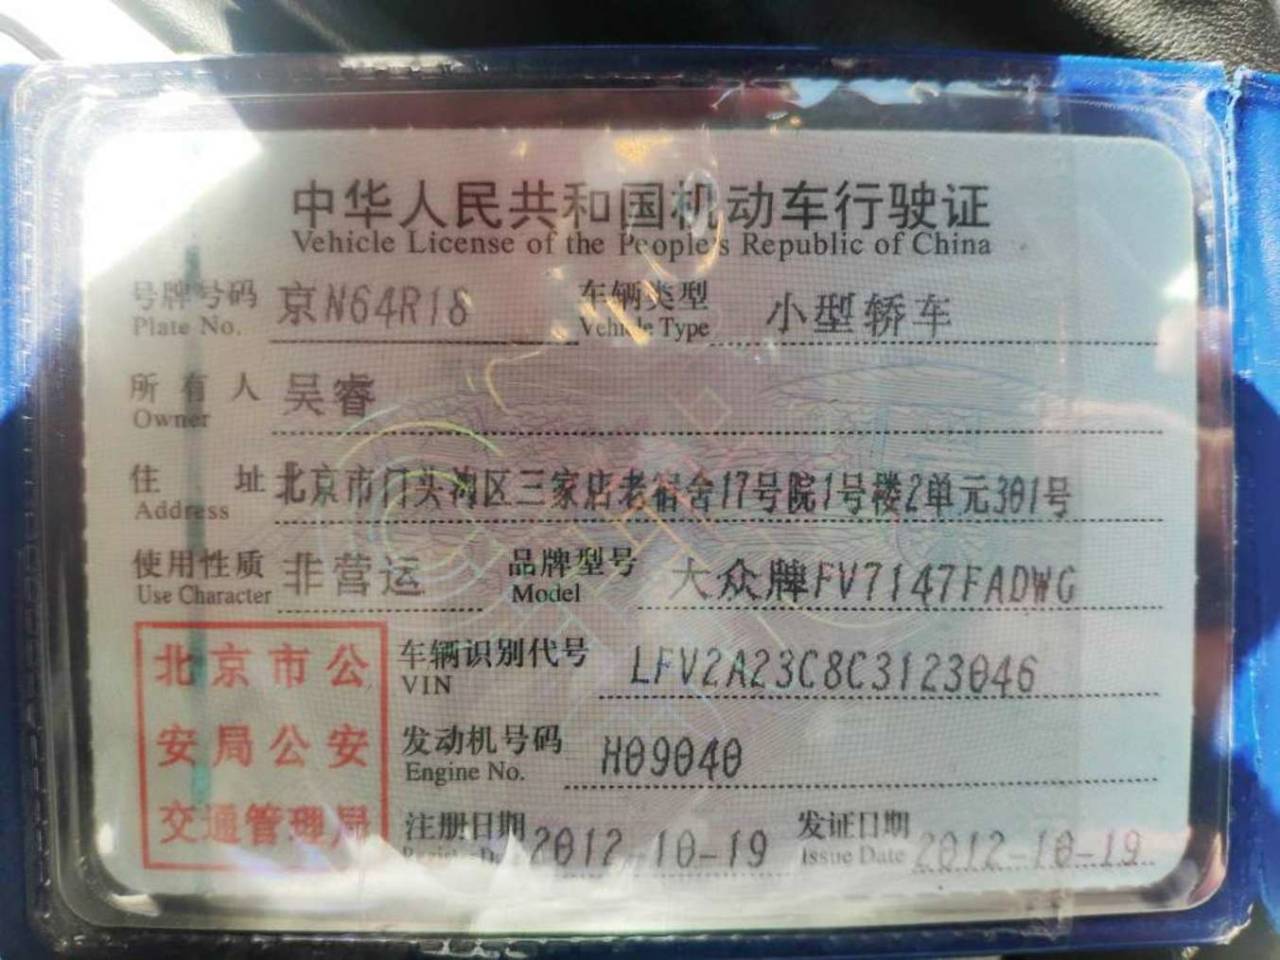 中华人民共和国机动车行驶证
Vehicle License of the People's Republic of China
号牌号码 京N64R18 车辆类型 小型轿车
Plate No. Vehicle Type
所有人 吴睿
Owner
住址 北京市门头沟区三家店老宿舍17号院1号楼2单元301号
Address
使用性质 非营运 品牌型号 大众牌FV7147FADWG
Use Character Model
北京市公
安局公安
交通管理局
车辆识别代号 LFV2A23C8C3123046
VIN
发动机号码 H09040
Engine No.
注册日期 2012-10-19 发证日期 2012-10-19
Register Date Issue Date